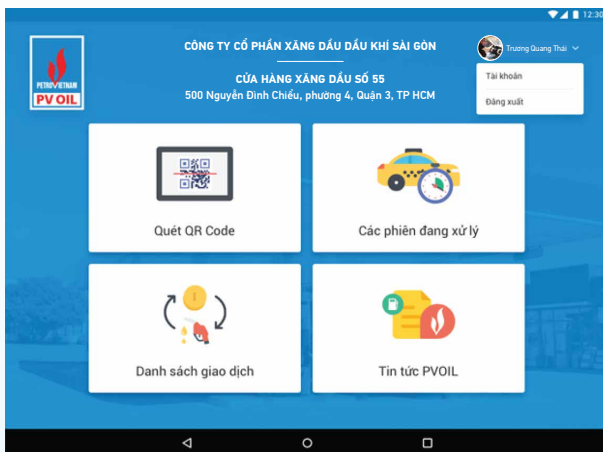 12:30
PETROVIETNAM
PV OIL
CÔNG TY CỔ PHẦN XĂNG DẦU DẦU KHÍ SÀI GÒN
CỬA HÀNG XĂNG DẦU SỐ 55
500 Nguyễn Đình Chiểu, phường 4, Quận 3, TP HCM
Trương Quang Thái
Tài khoản
Đăng xuất
Quét QR Code
Các phiên đang xử lý
Danh sách giao dịch
Tin tức PVOIL